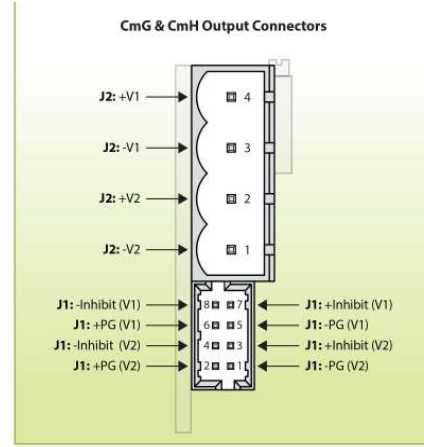 CmG & CmH Output Connectors
J2: +V1
4
J2: -V1
3
J2: +V2
2
J2: -V2
1
J1: -Inhibit (V1) 8 7 J1: +Inhibit (V1)
J1: +PG (V1) 6 5 J1: -PG (V1)
J1: -Inhibit (V2) 4 3 J1: +Inhibit (V2)
J1: +PG (V2) 2 1 J1: -PG (V2)